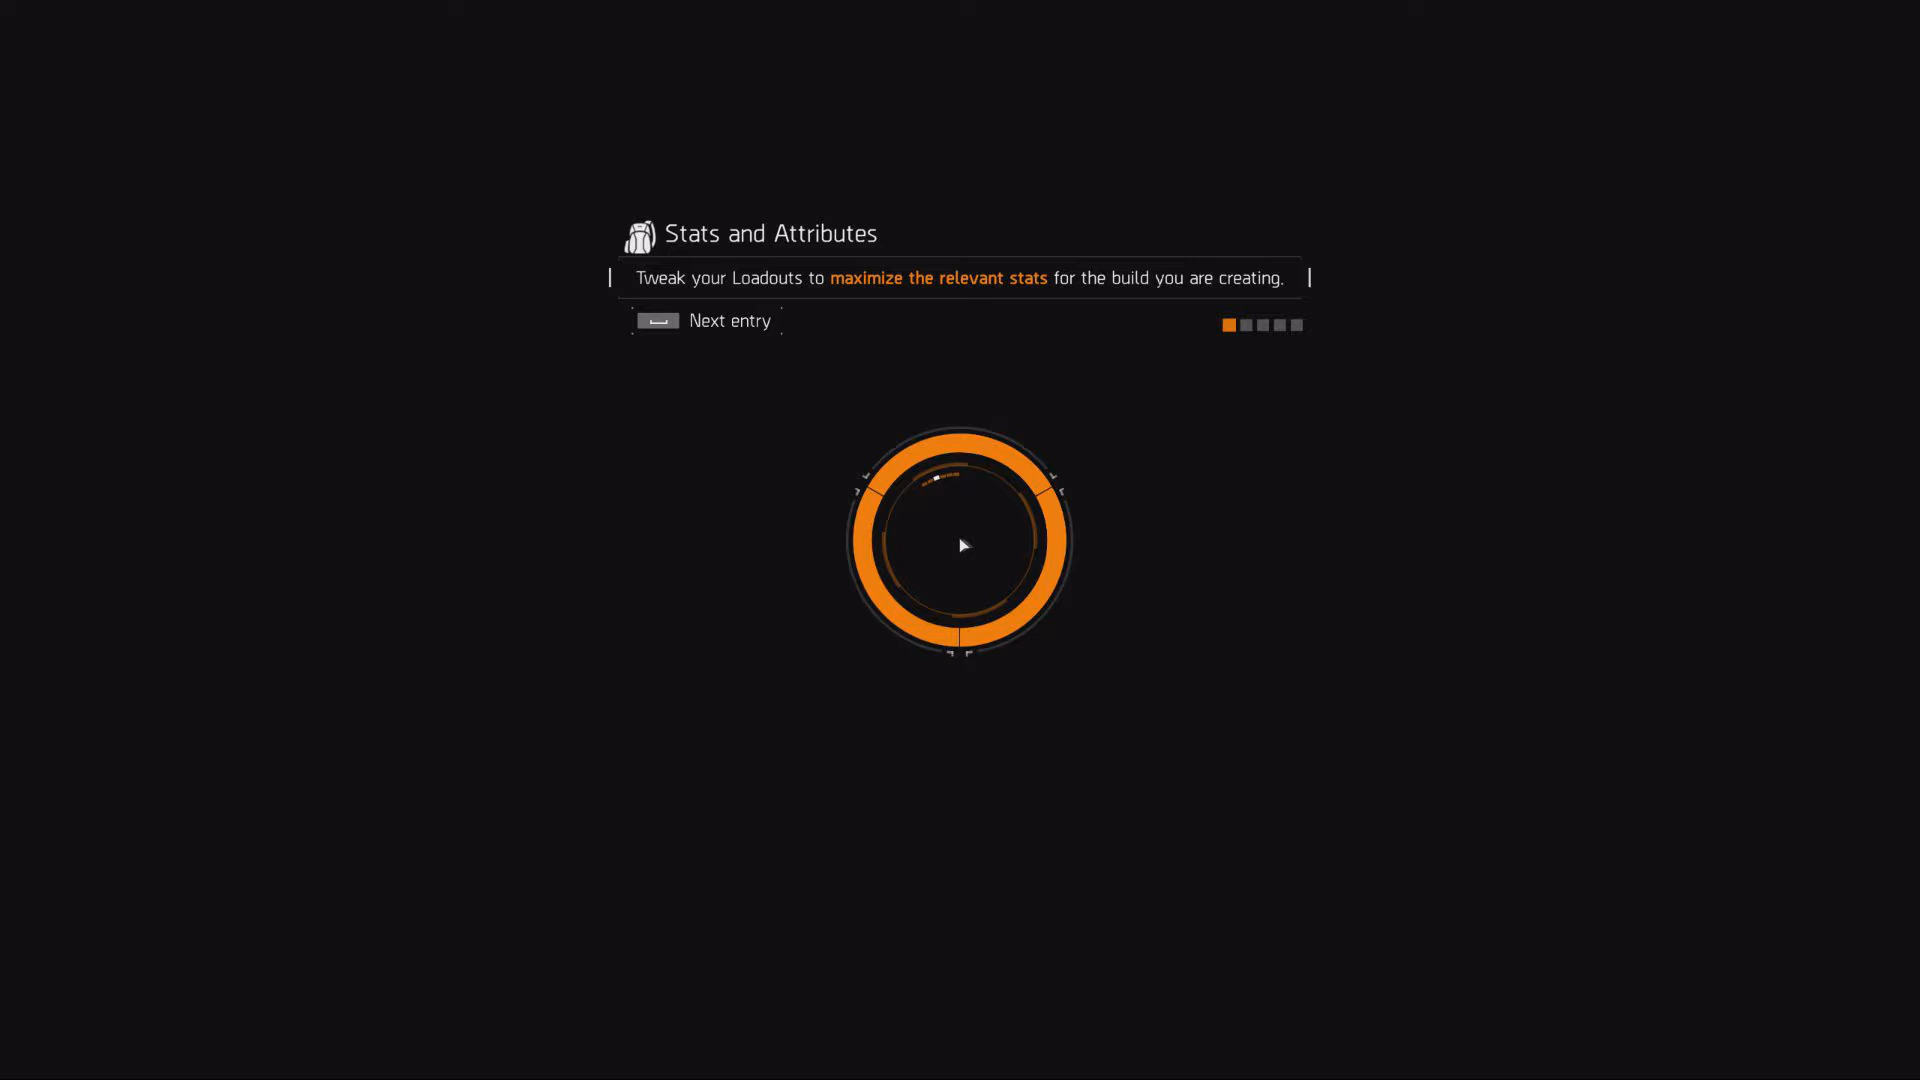 Stats and Attributes
Tweak your Loadouts to maximize the relevant stats for the build you are creating.
Next entry